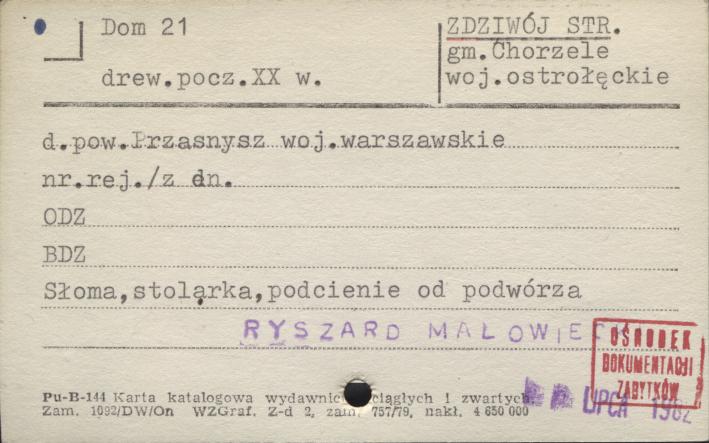 Dom 21
drew.pocz.XX w.
ZDZIWÓJ STR.
gm.Chorzele
woj.ostrołęckie
d.pow.Przasnysz woj.warszawskie
nr.rej./z dn.
ODZ
BDZ
Słoma,stolarka,podcienie od podwórza
RYSZARD
OŚRODEK
DOKUMENTACJI
ZABYTKÓW
LIPCA 1982
Pu-B-144 Karta katalogowa ciągłych i zwartych
Zam. 1092/DW/On WZGraf. Z-d 2, zam. 757/79, nakł. 4 650 000